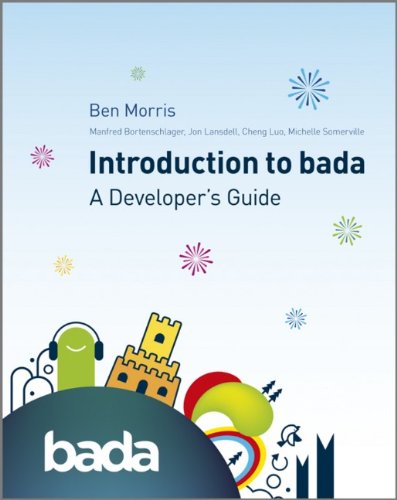 Ben Morris
Manfred Bortenschlager, Jon Lansdell, Cheng Luo, Michelle Somerville
Introduction to bada
A Developer's Guide
bada